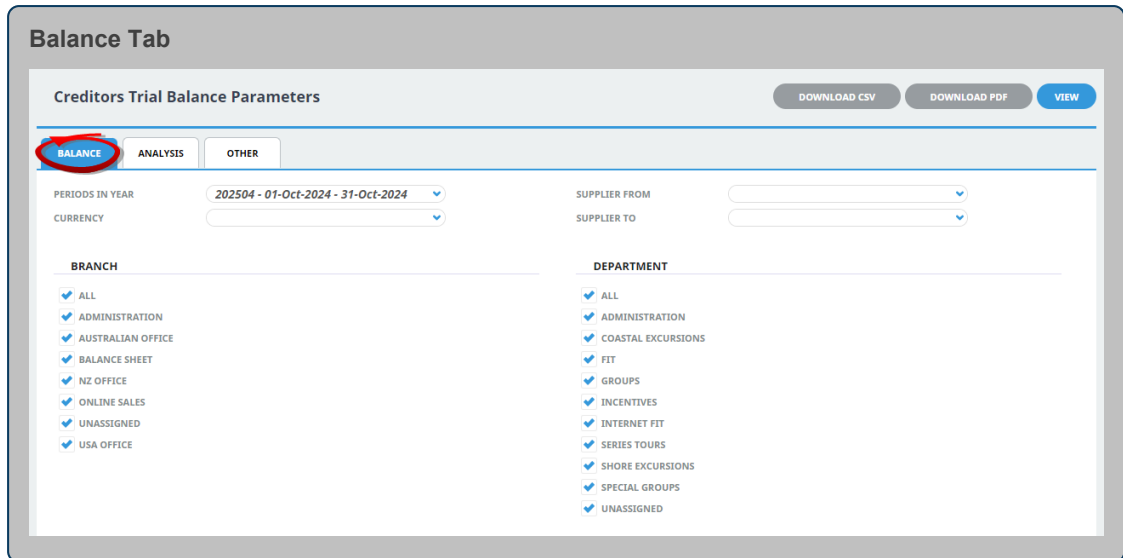 Balance Tab
Creditors Trial Balance Parameters
DOWNLOAD CSV
DOWNLOAD PDF
VIEW
BALANCE
ANALYSIS
OTHER
PERIODS IN YEAR
202504 - 01-Oct-2024 - 31-Oct-2024
SUPPLIER FROM
CURRENCY
SUPPLIER TO
BRANCH
ALL
ADMINISTRATION
AUSTRALIAN OFFICE
BALANCE SHEET
NZ OFFICE
ONLINE SALES
UNASSIGNED
USA OFFICE
DEPARTMENT
ALL
ADMINISTRATION
COASTAL EXCURSIONS
FIT
GROUPS
INCENTIVES
INTERNET FIT
SERIES TOURS
SHORE EXCURSIONS
SPECIAL GROUPS
UNASSIGNED